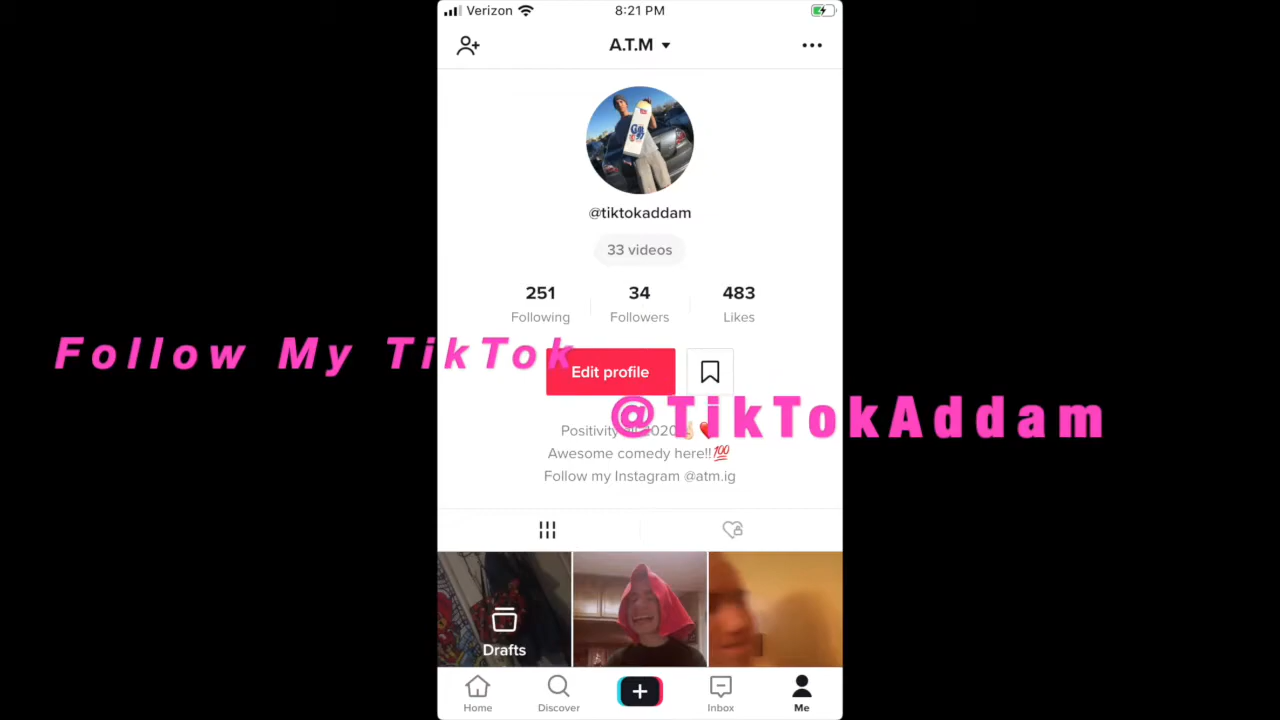 Verizon 8:21 PM
A.T.M
@tiktokaddam
33 videos
251 34 483
Following Followers Likes
Follow My TikTok
Edit profile
@TikTokAddam
Positivity 2020
Awesome comedy here!!💯
Follow my Instagram @atm.ig
Drafts
Home Discover Inbox Me